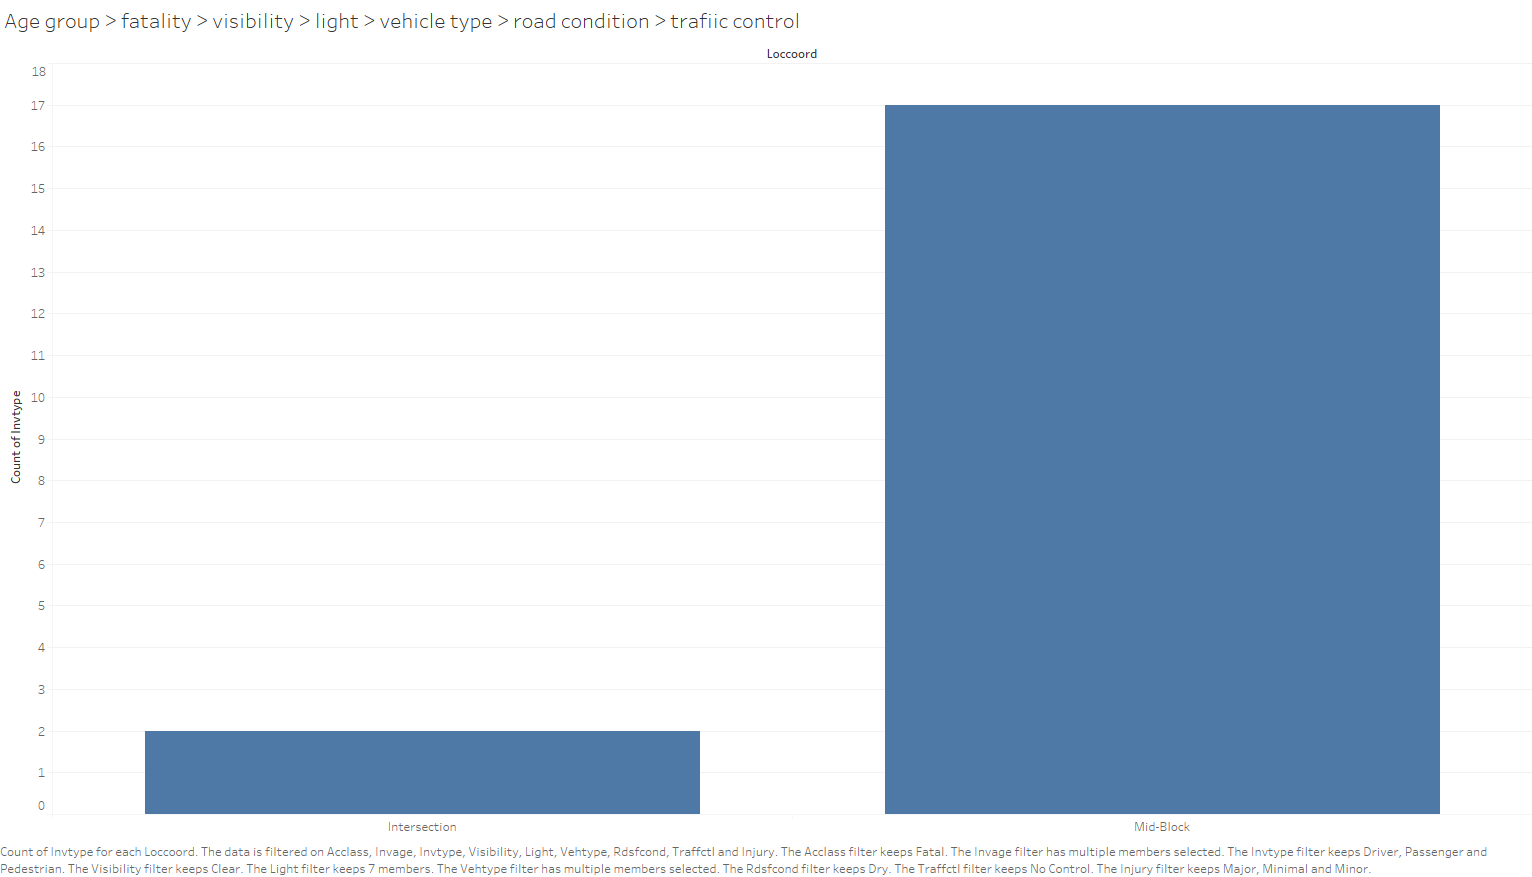 Age group > fatality > visibility > light > vehicle type > road condition > trafiic control
Loccoord
18
17
16
15
14
13
12
11
10
9
8
7
6
5
4
3
2
1
0
Count of Invtype
Intersection
Mid-Block
Count of Invtype for each Loccoord. The data is filtered on Acclass, Invage, Invtype, Visibility, Light, Vehtype, Rdsfcond, Traffctl and Injury. The Acclass filter keeps Fatal. The Invage filter has multiple members selected. The Invtype filter keeps Driver, Passenger and
Pedestrian. The Visibility filter keeps Clear. The Light filter keeps 7 members. The Vehtype filter has multiple members selected. The Rdsfcond filter keeps Dry. The Traffctl filter keeps No Control. The Injury filter keeps Major, Minimal and Minor.